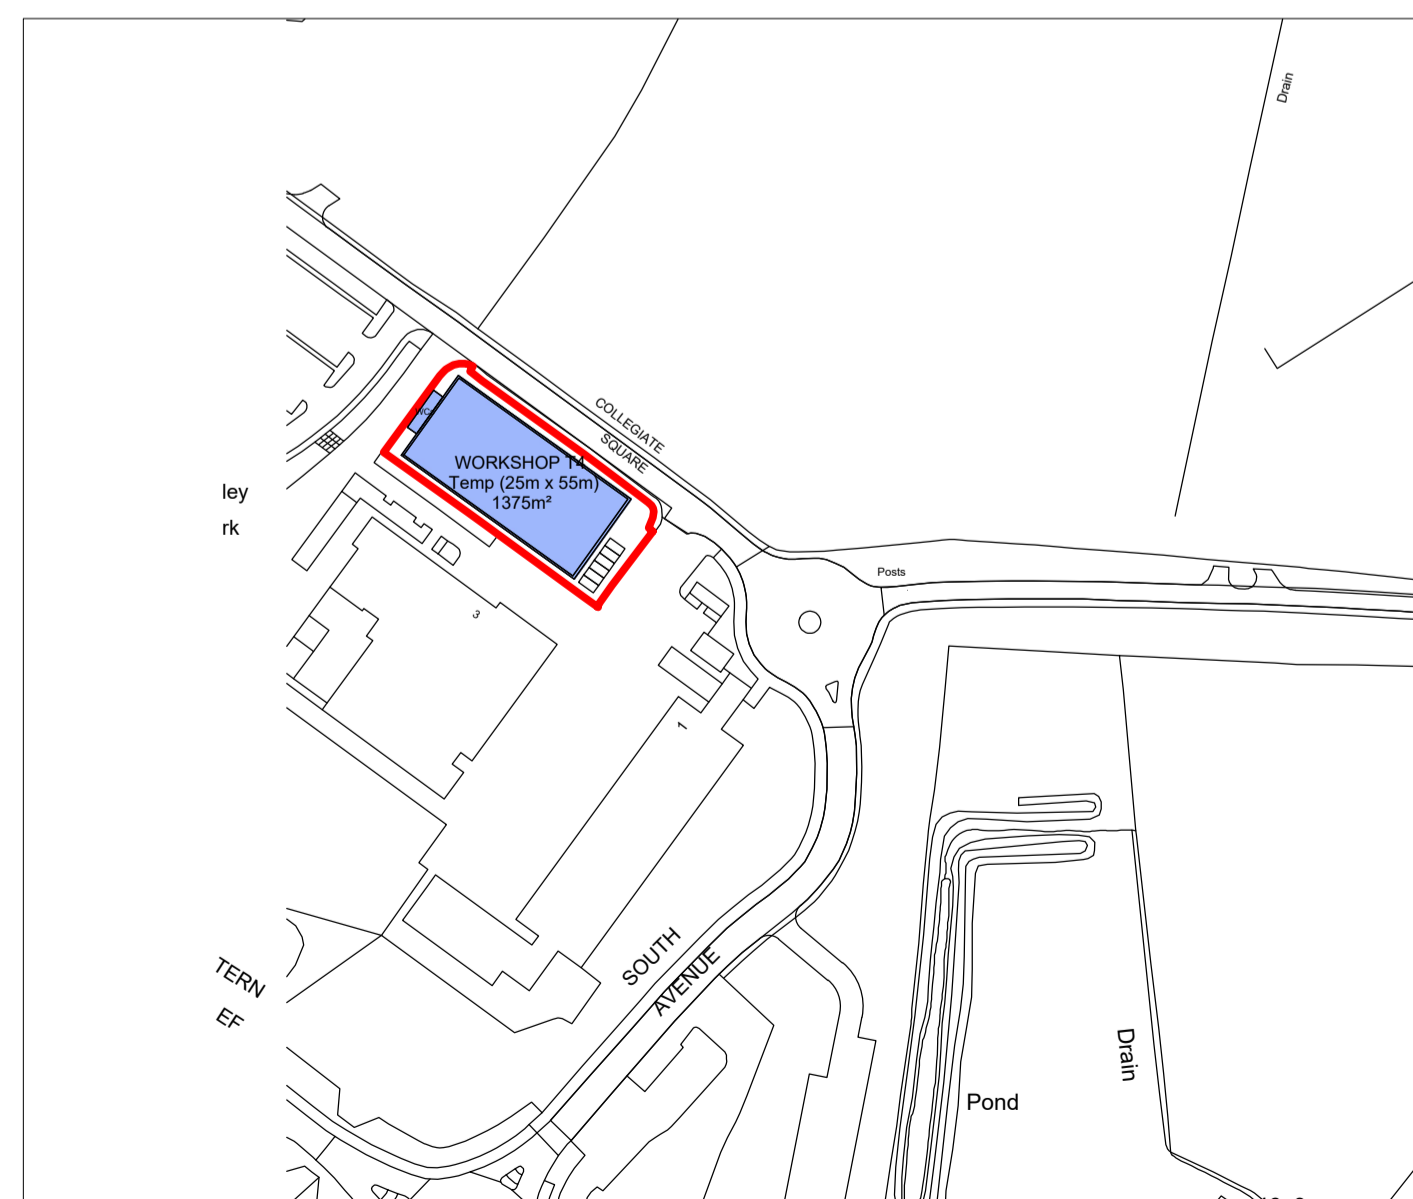 Drain
COLLEGIATE
SQUARE
WC
WORKSHOP T4
Temp (25m x 55m)
1375m²
ley
rk
Posts
3
1
SOUTH
AVENUE
TERN
EF
Drain
Pond